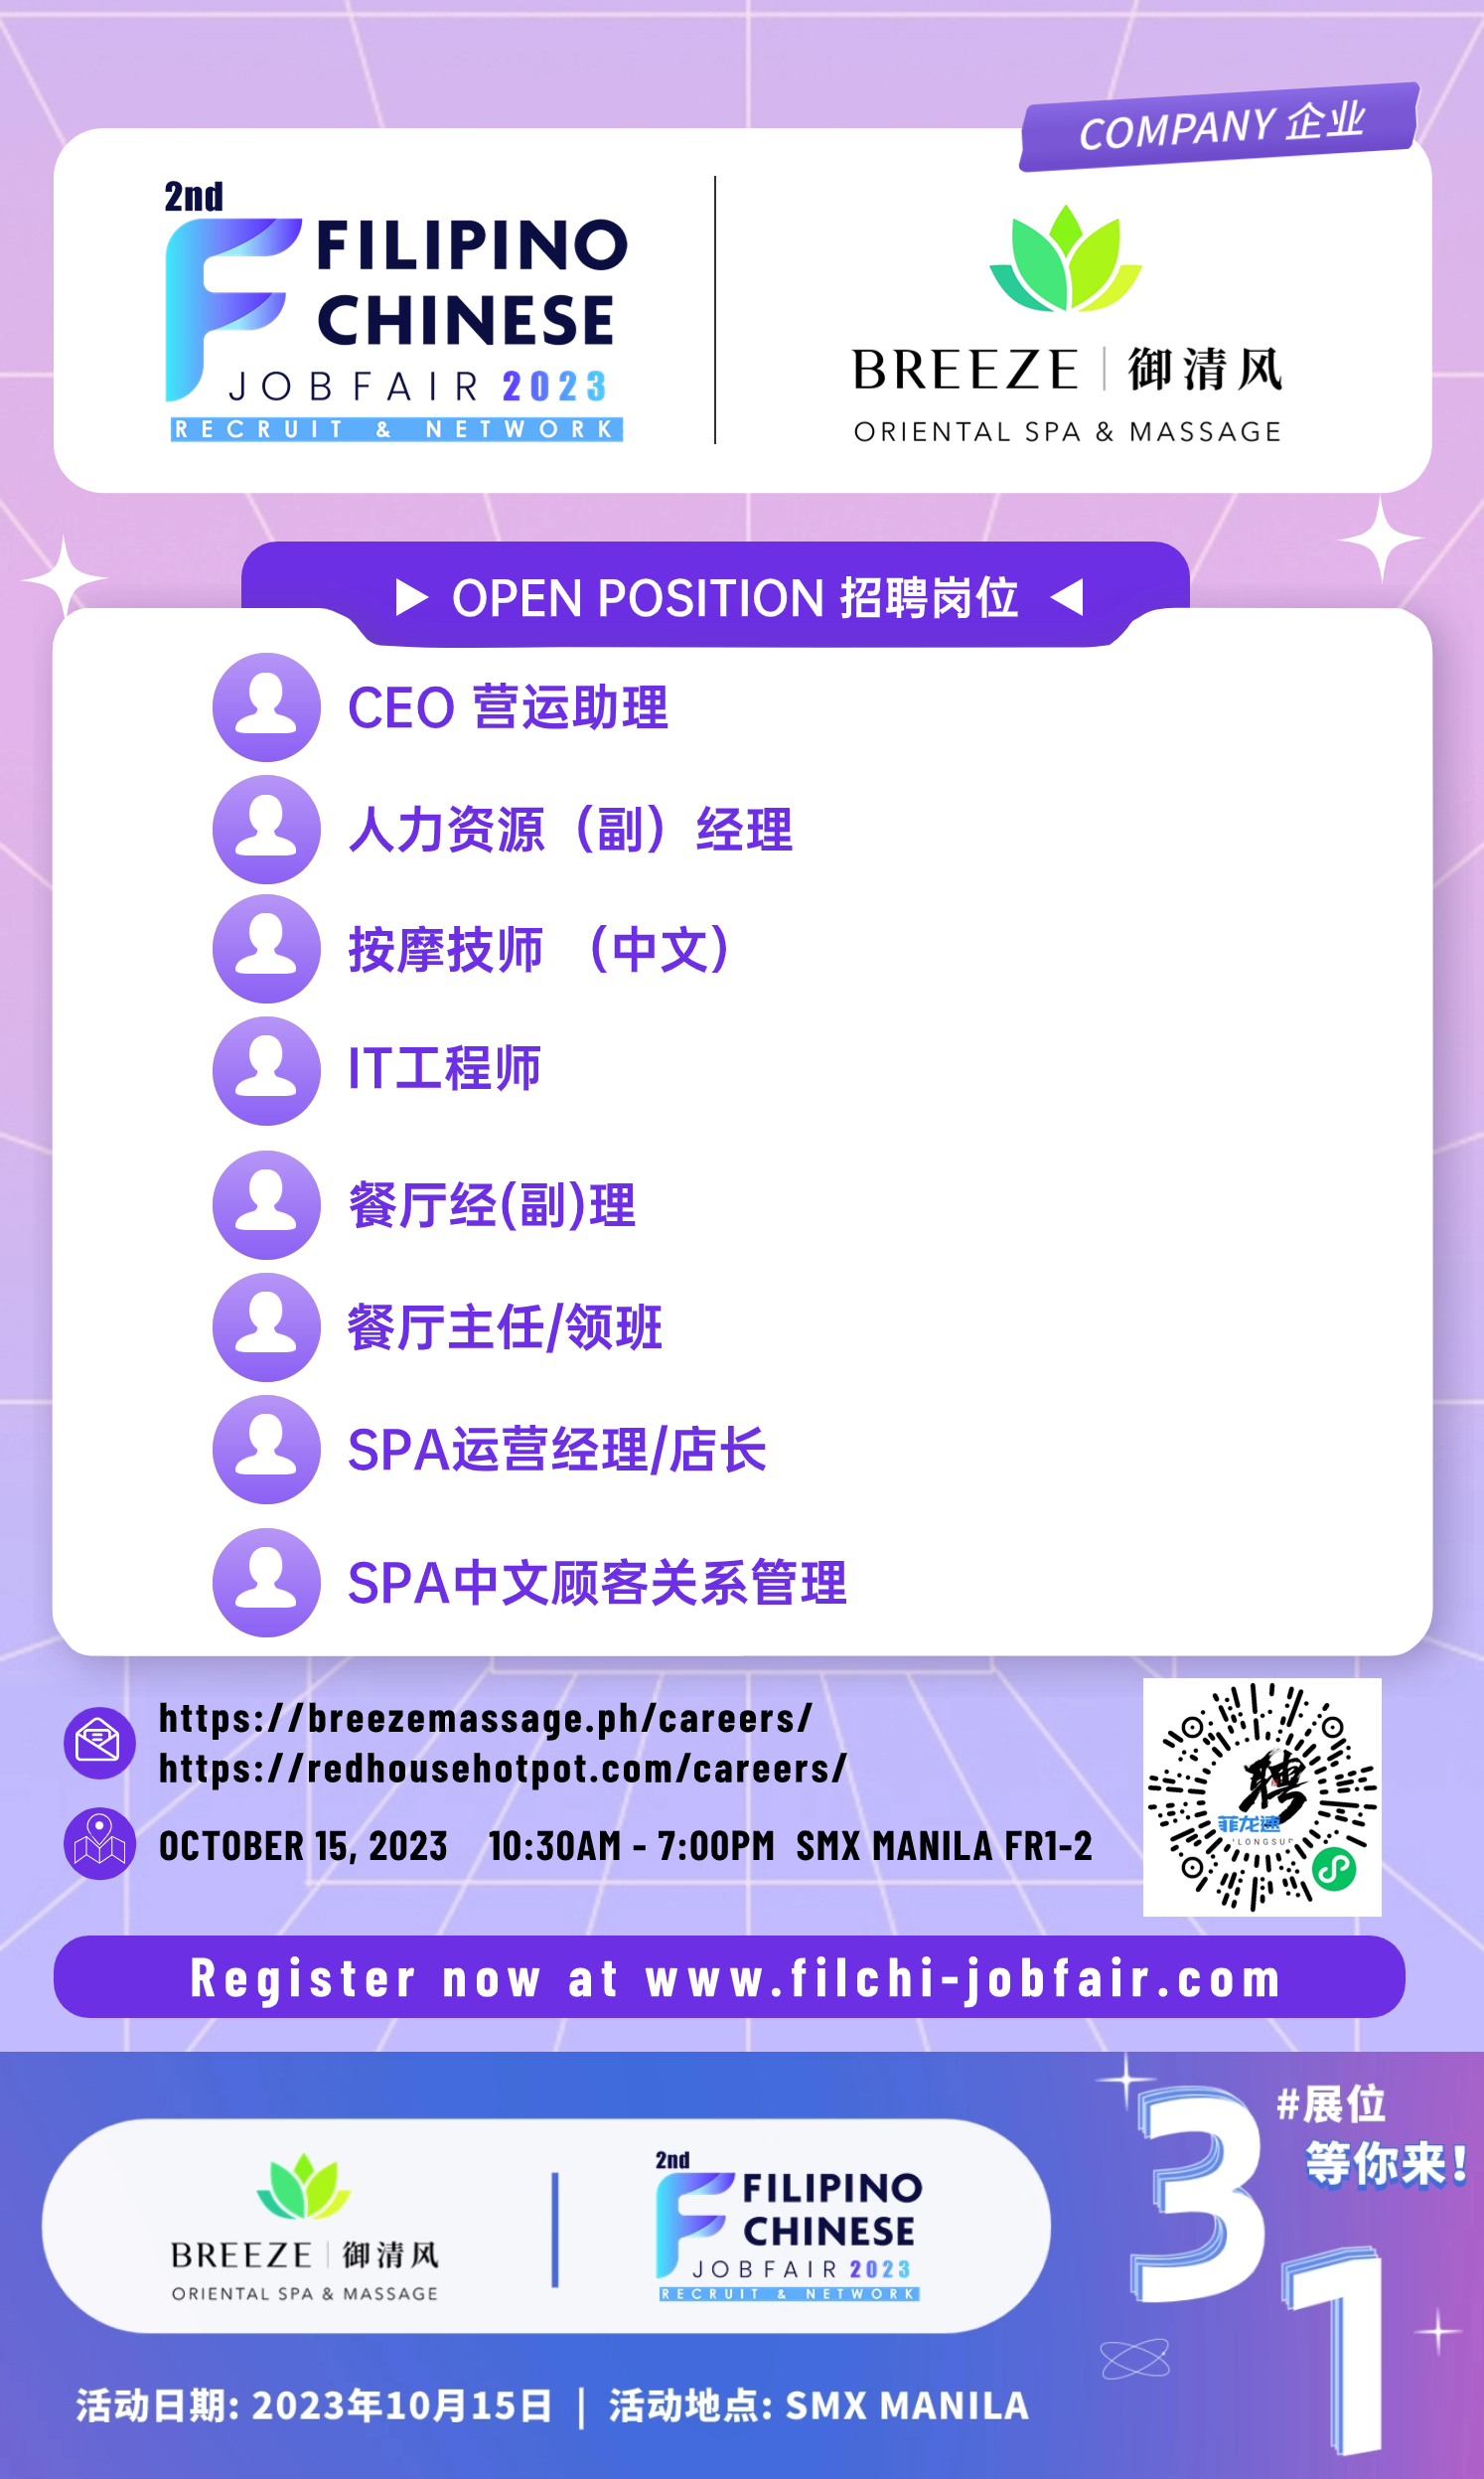 COMPANY 企业
2nd
FILIPINO
CHINESE
JOB FAIR 2023
RECRUIT & NETWORK
BREEZE | 御清风
ORIENTAL SPA & MASSAGE
OPEN POSITION 招聘岗位
CEO 营运助理
人力资源（副）经理
按摩技师 （中文）
IT工程师
餐厅经(副)理
餐厅主任/领班
SPA运营经理/店长
SPA中文顾客关系管理
https://breezemassage.ph/careers/
https://redhousehotpot.com/careers/
OCTOBER 15, 2023 10:30AM - 7:00PM SMX MANILA FR1-2
聘
菲龙速
LONGSU
Register now at www.filchi-jobfair.com
#展位
等你来!
31
BREEZE | 御清风
ORIENTAL SPA & MASSAGE
2nd
FILIPINO
CHINESE
JOB FAIR 2023
RECRUIT & NETWORK
活动日期: 2023年10月15日 | 活动地点: SMX MANILA